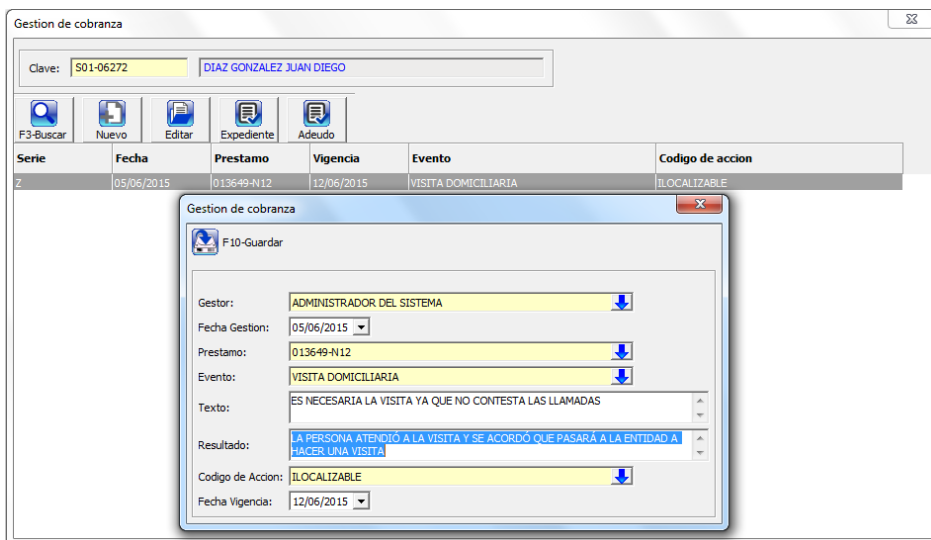 Gestion de cobranza
Clave: S01-06272 DIAZ GONZALEZ JUAN DIEGO
F3-Buscar Nuevo Editar Expediente Adeudo
Serie Fecha Prestamo Vigencia Evento Codigo de accion
Z 05/06/2015 013649-N12 12/06/2015 VISITA DOMICILIARIA ILOCALIZABLE
Gestion de cobranza
F10-Guardar
Gestor: ADMINISTRADOR DEL SISTEMA
Fecha Gestion: 05/06/2015
Prestamo: 013649-N12
Evento: VISITA DOMICILIARIA
Texto: ES NECESARIA LA VISITA YA QUE NO CONTESTA LAS LLAMADAS
Resultado: LA PERSONA ATENDIÓ A LA VISITA Y SE ACORDÓ QUE PASARÁ A LA ENTIDAD A
HACER UNA VISITA
Codigo de Accion: ILOCALIZABLE
Fecha Vigencia: 12/06/2015